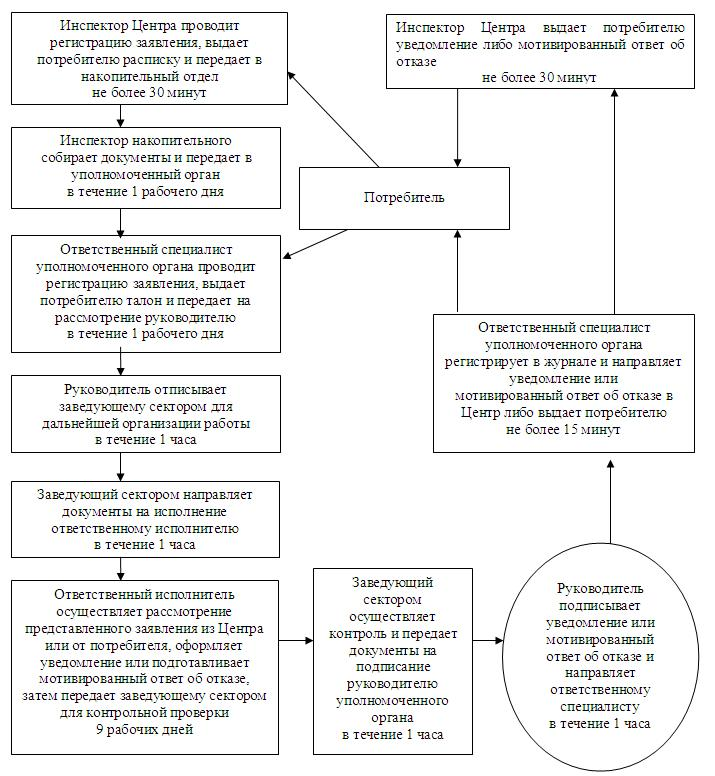 Инспектор Центра проводит
регистрацию заявления, выдает
потребителю расписку и передает в
накопительный отдел
не более 30 минут
Инспектор Центра выдает потребителю
уведомление либо мотивированный ответ об
отказе
не более 30 минут
Инспектор накопительного
собирает документы и передает в
уполномоченный орган
в течение 1 рабочего дня
Потребитель
Ответственный специалист
уполномоченного органа проводит
регистрацию заявления, выдает
потребителю талон и передает на
рассмотрение руководителю
в течение 1 рабочего дня
Ответственный специалист
уполномоченного органа
регистрирует в журнале и направляет
уведомление или
мотивированный ответ об отказе в
Центр либо выдает потребителю
не более 15 минут
Руководитель отписывает
заведующему сектором для
дальнейшей организации работы
в течение 1 часа
Заведующий сектором направляет
документы на исполнение
ответственному исполнителю
в течение 1 часа
Ответственный исполнитель
осуществляет рассмотрение
представленного заявления из Центра
или от потребителя, оформляет
уведомление или подготавливает
мотивированный ответ об отказе,
затем передает заведующему сектором
для контрольной проверки
9 рабочих дней
Заведующий
сектором
осуществляет
контроль и передает
документы на
подписание
руководителю
уполномоченного
органа
в течение 1 часа
Руководитель
подписывает
уведомление или
мотивированный
ответ об отказе и
направляет
ответственному
специалисту
в течение 1 часа